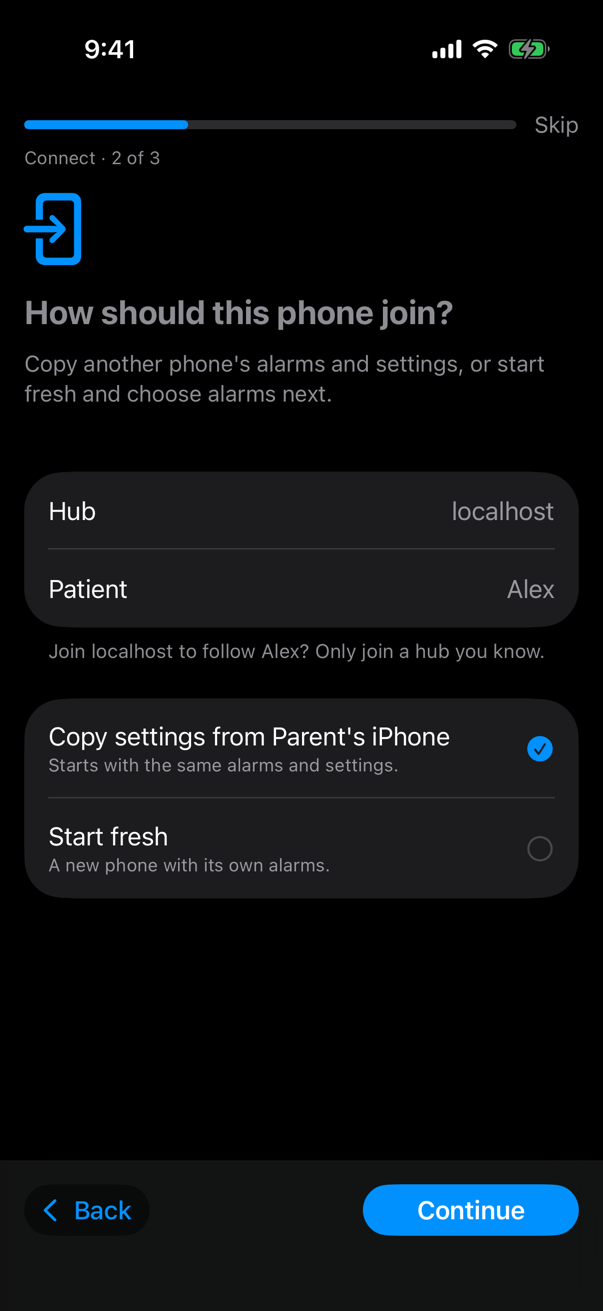 9:41
Skip
Connect · 2 of 3
How should this phone join?
Copy another phone's alarms and settings, or start
fresh and choose alarms next.
Hub
localhost
Patient
Alex
Join localhost to follow Alex? Only join a hub you know.
Copy settings from Parent's iPhone
Starts with the same alarms and settings.
Start fresh
A new phone with its own alarms.
Back
Continue